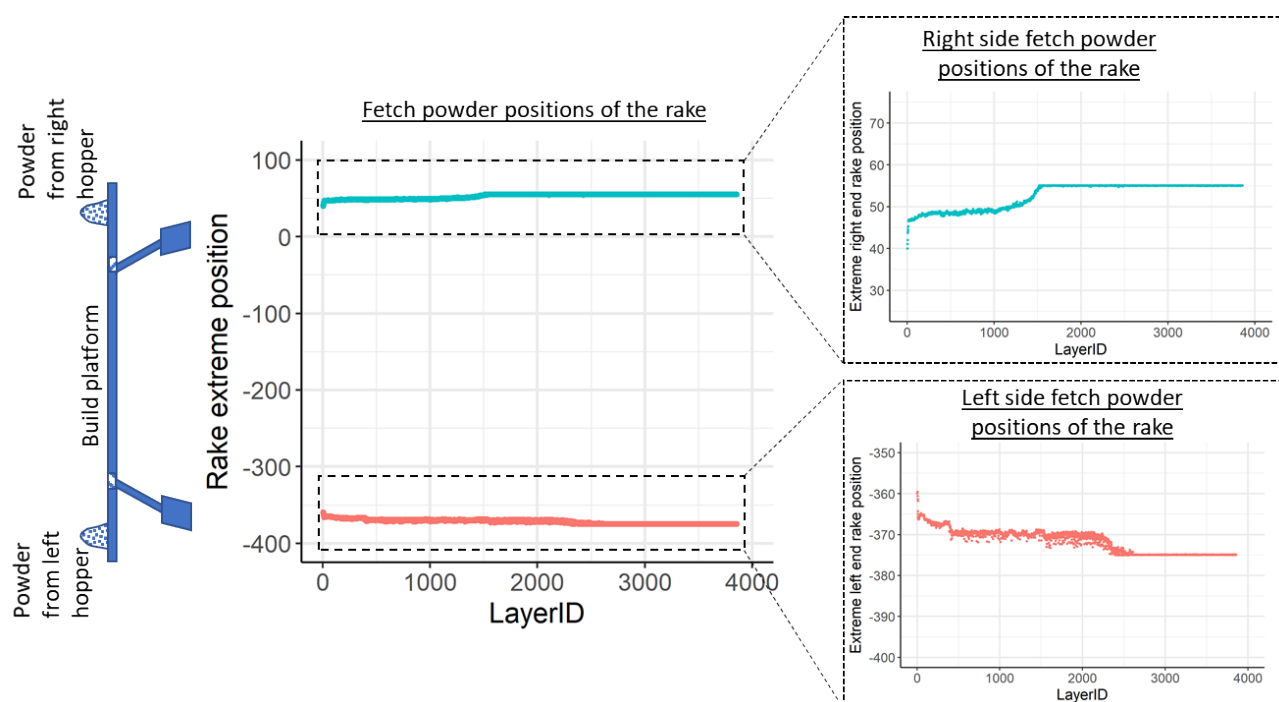 Powder
from right
hopper
Build platform
Powder
from left
hopper
Fetch powder positions of the rake
Rake extreme position
100
0
-100
-200
-300
-400
0
1000
2000
3000
4000
LayerID
Right side fetch powder
positions of the rake
Extreme right end rake position
70
60
50
40
30
0
1000
2000
3000
4000
LayerID
Left side fetch powder
positions of the rake
Extreme left end rake position
-350
-360
-370
-380
-390
-400
0
1000
2000
3000
4000
LayerID